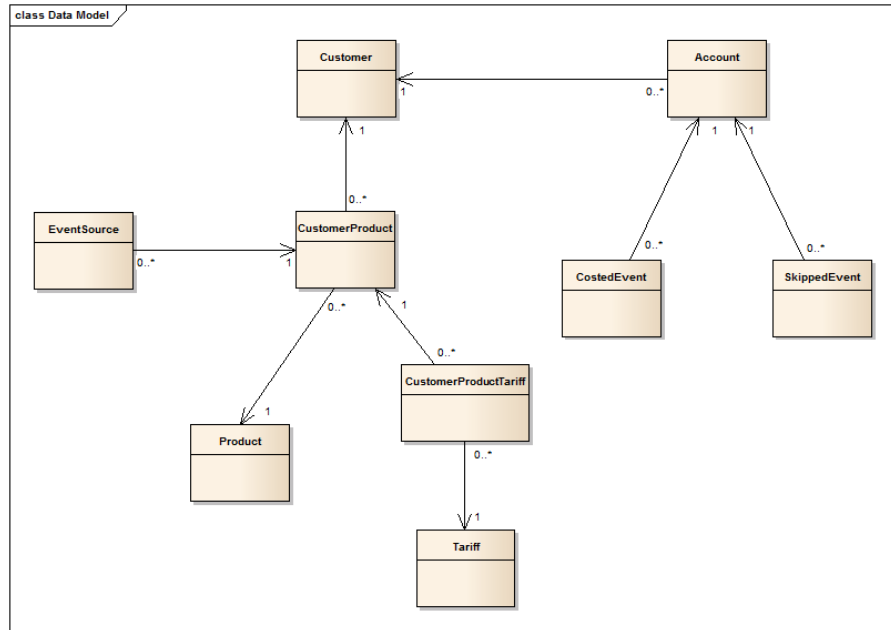 class Data Model
Customer
Account
1
0..*
1
1
1
0..*
EventSource
CustomerProduct
0..*
1
0..*
0..*
CostedEvent
SkippedEvent
0..*
1
0..*
CustomerProductTariff
1
Product
0..*
1
Tariff